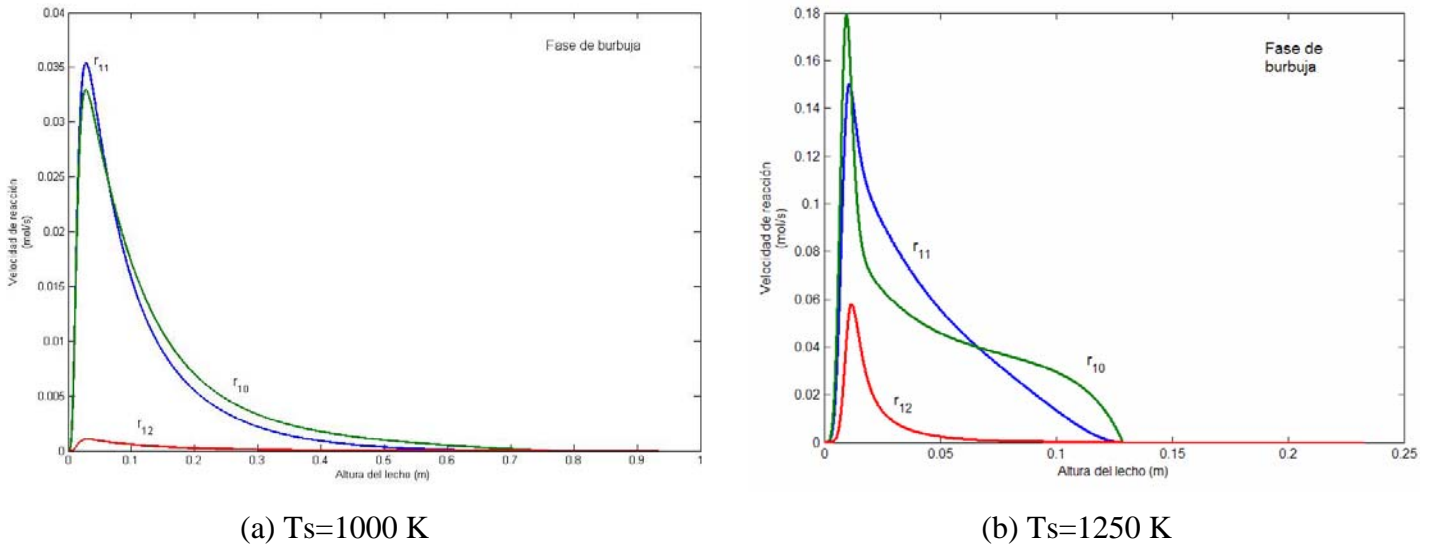 0.04
0.035
0.03
0.025
0.02
0.015
0.01
0.005
0
Velocidad de reacción
(mol/s)
Fase de burbuja
r11
r10
r12
0 0.1 0.2 0.3 0.4 0.5 0.6 0.7 0.8 0.9 1
Altura del lecho (m)
(a) Ts=1000 K
0.18
0.16
0.14
0.12
0.1
0.08
0.06
0.04
0.02
0
Velocidad de reacción
(mol/s)
Fase de
burbuja
r11
r10
r12
0 0.05 0.1 0.15 0.2 0.25
Altura del lecho (m)
(b) Ts=1250 K